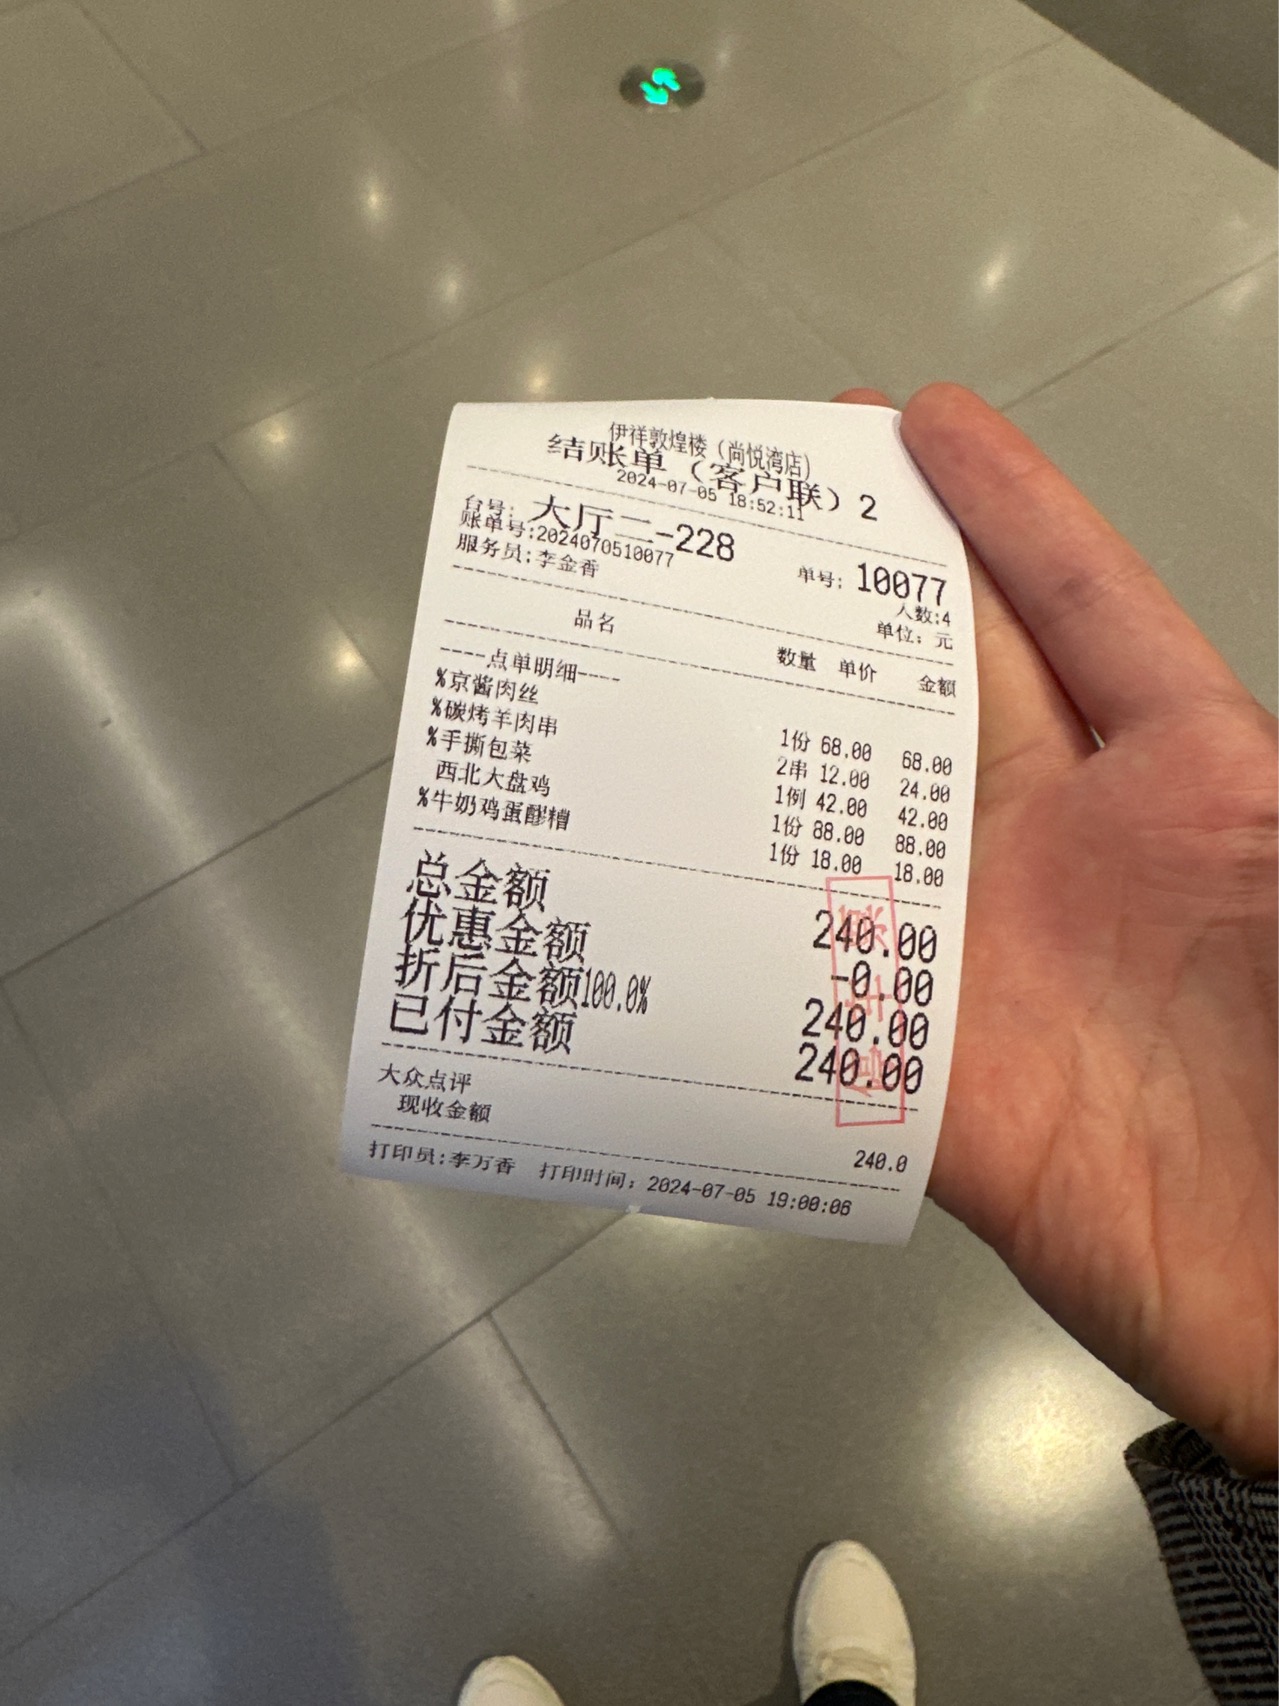 伊祥敦煌楼（尚悦湾店）
结账单（客户联）2
2024-07-05 18:52:11
台号: 大厅二-228
账单号:2024070510077 单号: 10077
服务员:李金香 人数:4
单位: 元
品名 数量 单价 金额
----点单明细----
%京酱肉丝 1份 68.00 68.00
%碳烤羊肉串 2串 12.00 24.00
%手撕包菜 1例 42.00 42.00
西北大盘鸡 1份 88.00 88.00
%牛奶鸡蛋醪糟 1份 18.00 18.00
总金额 240.00
优惠金额 -0.00
折后金额100.0% 240.00
已付金额 240.00
大众点评
现收金额 240.0
打印员:李万香 打印时间: 2024-07-05 19:00:06